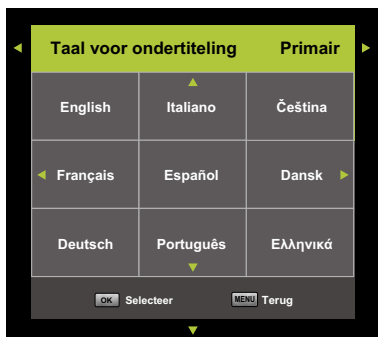 Taal voor ondertiteling Primair
English Italiano Čeština
Français Español Dansk
Deutsch Português Ελληνικά
OK Selecteer MENU Terug